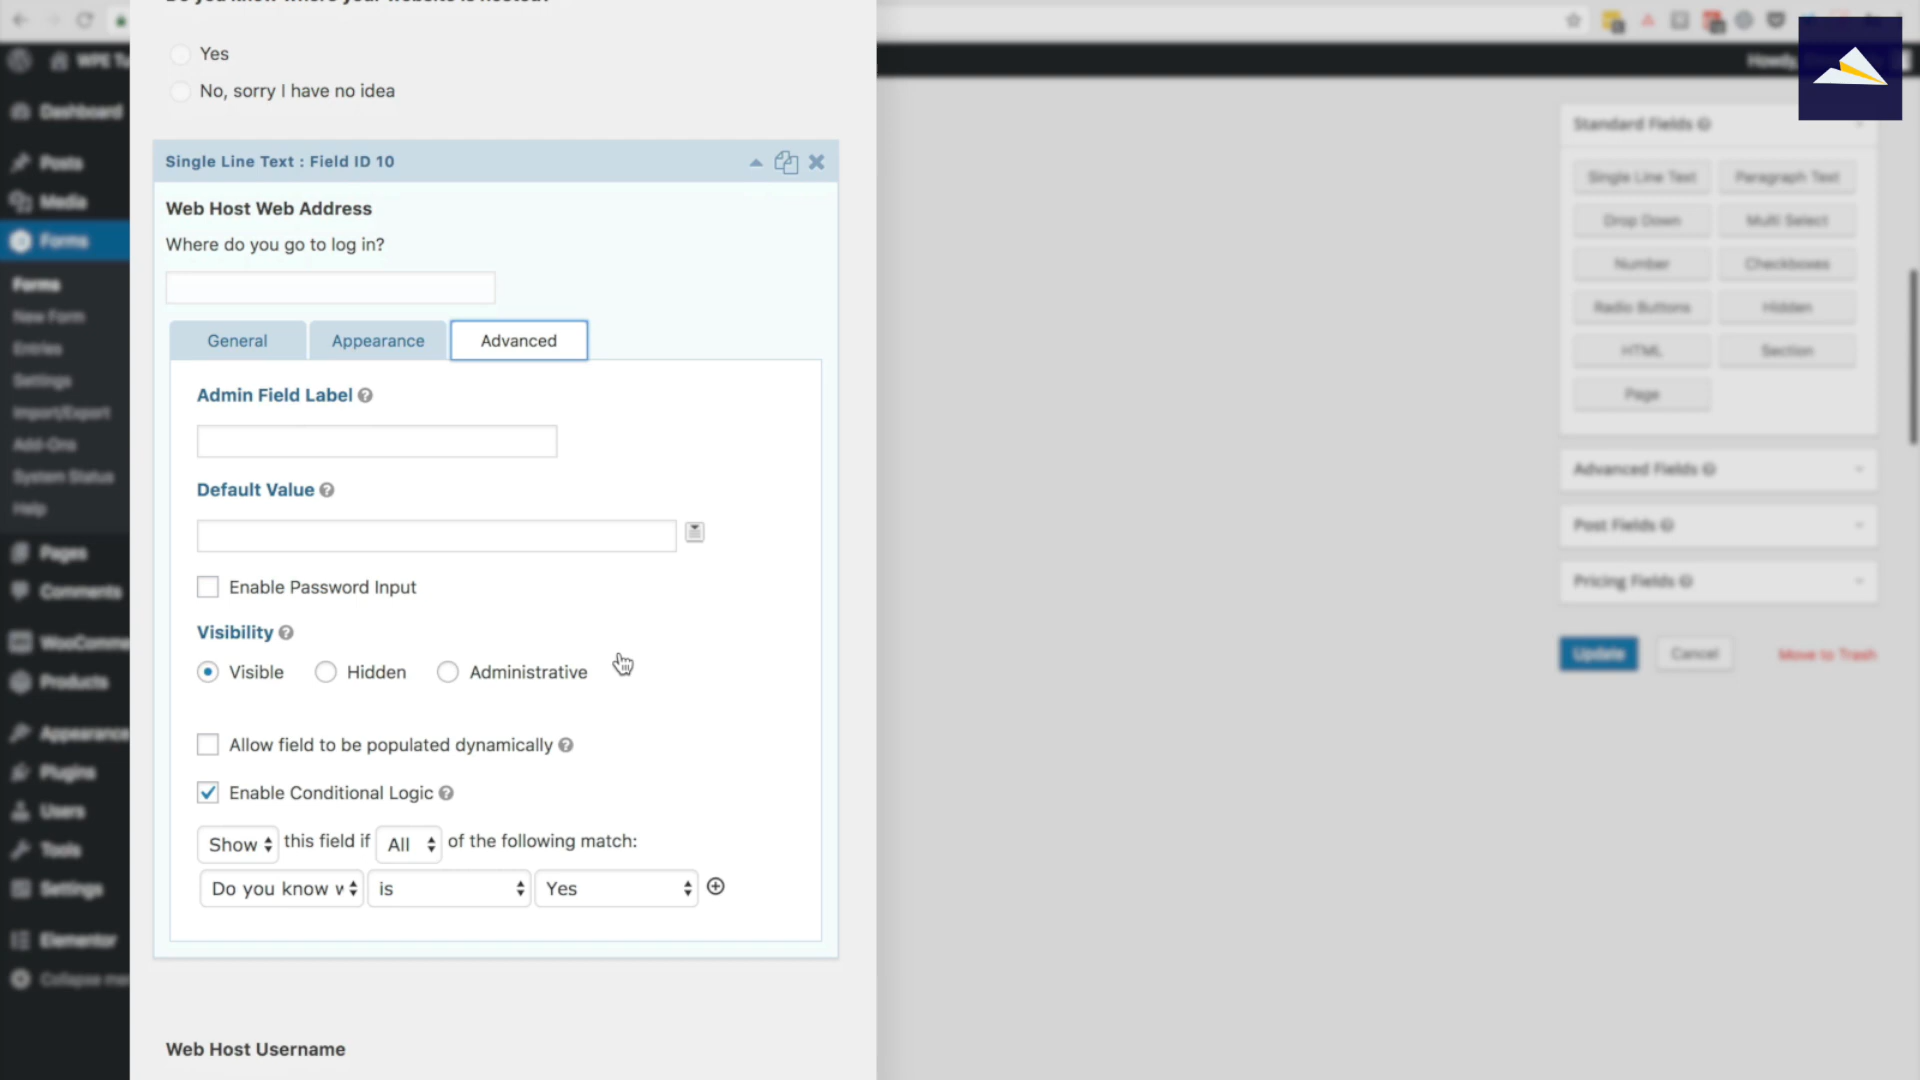 Yes
No, sorry I have no idea
Single Line Text : Field ID 10
Web Host Web Address
Where do you go to log in?
General
Appearance
Advanced
Admin Field Label
Default Value
Enable Password Input
Visibility
Visible
Hidden
Administrative
Allow field to be populated dynamically
Enable Conditional Logic
Show this field if All of the following match:
Do you know w
is
Yes
Web Host Username
WPE Tu
Dashboard
Posts
Media
Forms
Forms
New Form
Entries
Settings
Import/Export
Add-Ons
System Status
Help
Pages
Comments
WooComme
Products
Appearance
Plugins
Users
Tools
Settings
Elementor
Collapse me
Howdy,
Standard Fields
Single Line Text
Paragraph Text
Drop Down
Multi Select
Number
Checkboxes
Radio Buttons
Hidden
HTML
Section
Page
Advanced Fields
Post Fields
Pricing Fields
Update
Cancel
Move to Trash